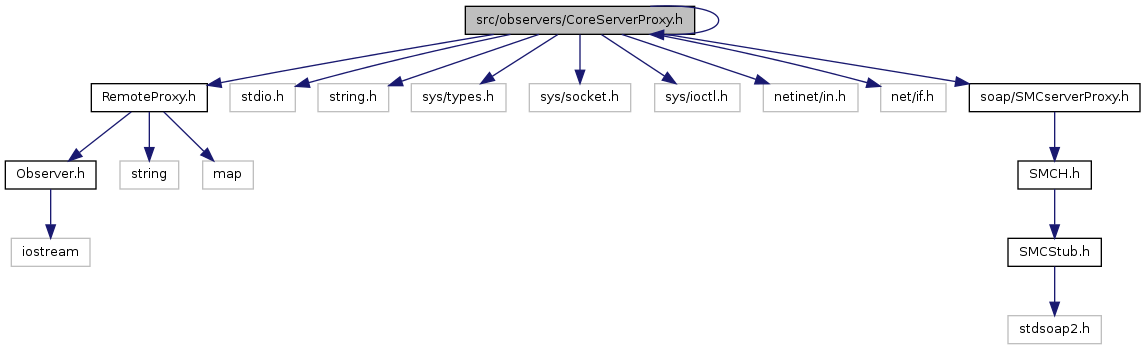 src/observers/CoreServerProxy.h
RemoteProxy.h
stdio.h
string.h
sys/types.h
sys/socket.h
sys/ioctl.h
netinet/in.h
net/if.h
soap/SMCserverProxy.h
Observer.h
string
map
SMCH.h
iostream
SMCStub.h
stdsoap2.h